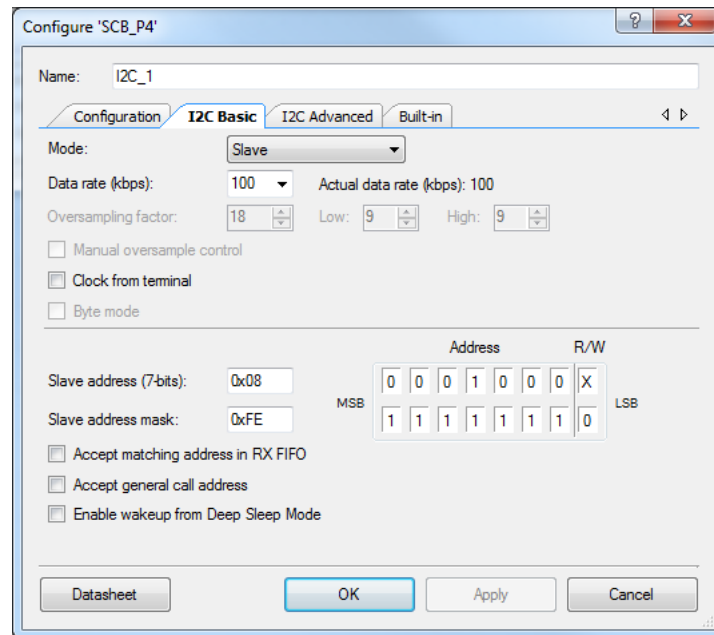 Configure 'SCB_P4'
Name: I2C_1
Configuration I2C Basic I2C Advanced Built-in
Mode: Slave
Data rate (kbps): 100 Actual data rate (kbps): 100
Oversampling factor: 18 Low: 9 High: 9
Manual oversample control
Clock from terminal
Byte mode
Address R/W
Slave address (7-bits): 0x08 0 0 0 1 0 0 0 X
MSB LSB
Slave address mask: 0xFE 1 1 1 1 1 1 1 0
Accept matching address in RX FIFO
Accept general call address
Enable wakeup from Deep Sleep Mode
Datasheet OK Apply Cancel